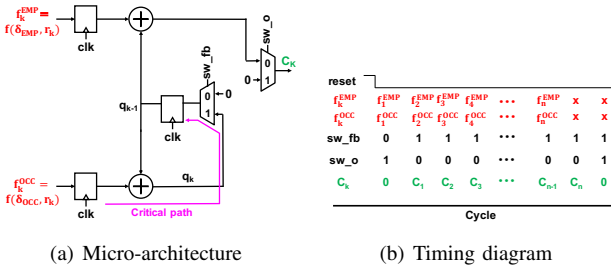 f_k^EMP=
f(δ_EMP, r_k)
clk
sw_o
0
1
0
C_K
sw_fb
q_k-1
0
1
0
clk
f_k^OCC =
f(δ_OCC, r_k)
clk
q_k
Critical path
(a) Micro-architecture
reset
f_k^EMP f_1^EMP f_2^EMP f_3^EMP f_4^EMP ••• f_n^EMP x x
f_k^OCC f_1^OCC f_2^OCC f_3^OCC f_4^OCC ••• f_n^OCC x x
sw_fb 0 1 1 1 ••• 1 1 1
sw_o 1 0 0 0 ••• 0 0 1
C_k 0 C_1 C_2 C_3 ••• C_n-1 C_n 0
Cycle
(b) Timing diagram